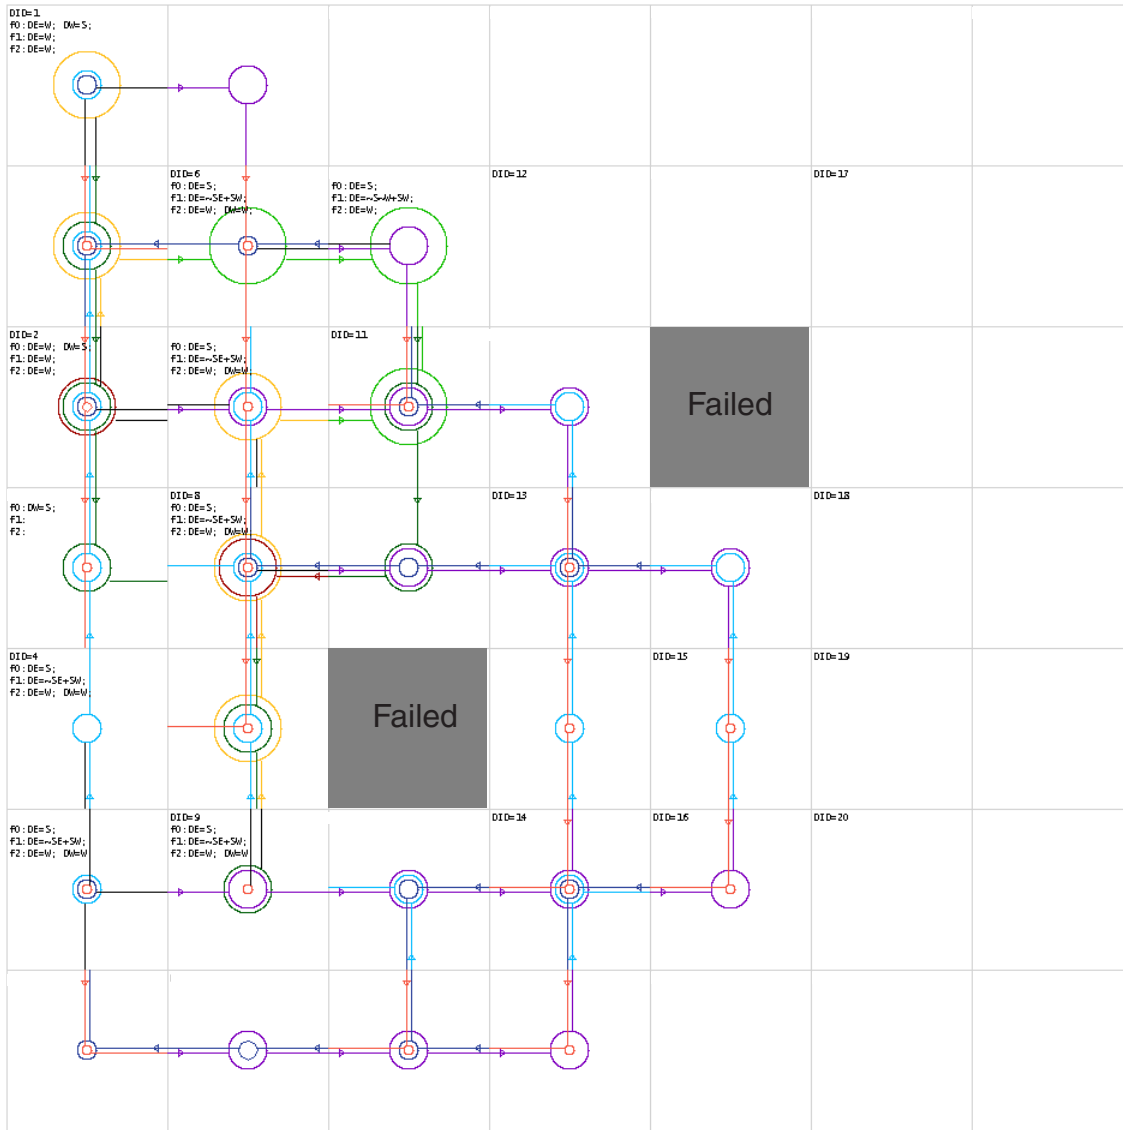 DID=1
f0:DE=W; DW=S;
f1:DE=W;
f2:DE=W;
DID=6
f0:DE=S;
f1:DE=~SE+SW;
f2:DE=W; DW=W;
f0:DE=S;
f1:DE=~S~W+SW;
f2:DE=W;
DID=12
DID=17
DID=2
f0:DE=W; DW=S;
f1:DE=W;
f2:DE=W;
f0:DE=S;
f1:DE=~SE+SW;
f2:DE=W; DW=W;
DID=11
Failed
f0:DW=S;
f1:
f2:
DID=8
f0:DE=S;
f1:DE=~SE+SW;
f2:DE=W; DW=W;
DID=13
DID=18
DID=4
f0:DE=S;
f1:DE=~SE+SW;
f2:DE=W; DW=W;
Failed
DID=15
DID=19
f0:DE=S;
f1:DE=~SE+SW;
f2:DE=W; DW=W
DID=9
f0:DE=S;
f1:DE=~SE+SW;
f2:DE=W; DW=W
DID=14
DID=16
DID=20